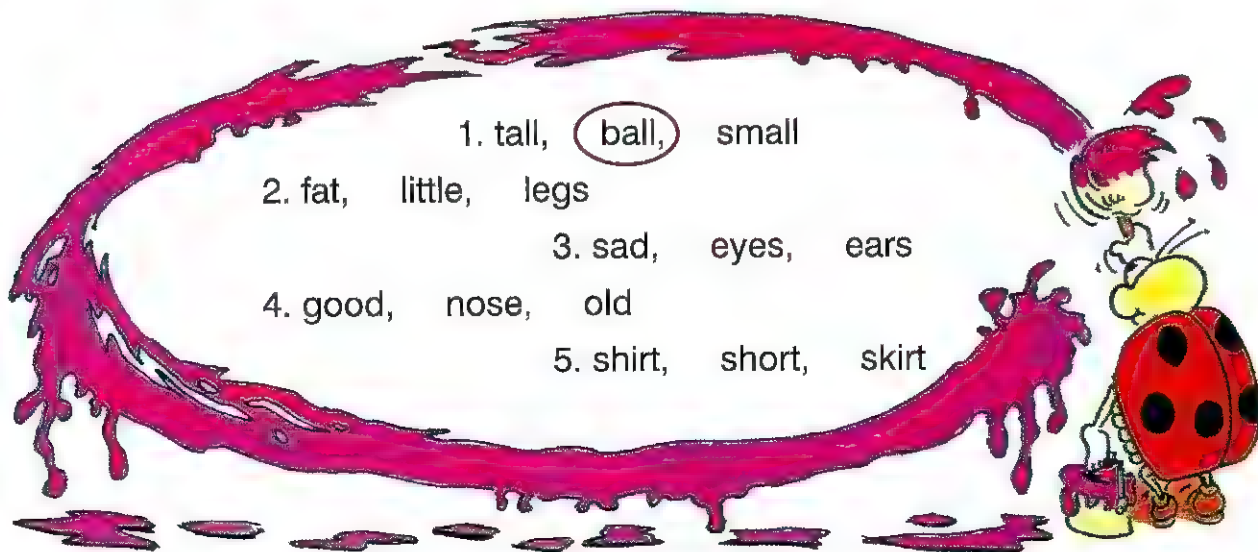 1. tall, ball, small
2. fat, little, legs
3. sad, eyes, ears
4. good, nose, old
5. shirt, short, skirt